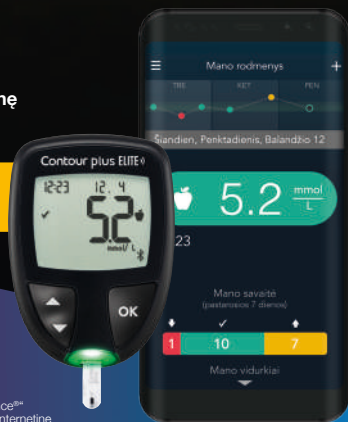 nę
Mano rodmenys
TRE KET PEN
Šiandien, Penktadienis, Balandžio 12
5.2 mmol/L
23
Mano savaitė
(pastarosios 7 dienos)
1 10 7
Mano vidurkiai
Contour plus ELITE
12:23 12. 4
5.2
mmol/L
OK
ce®“
nternetinę